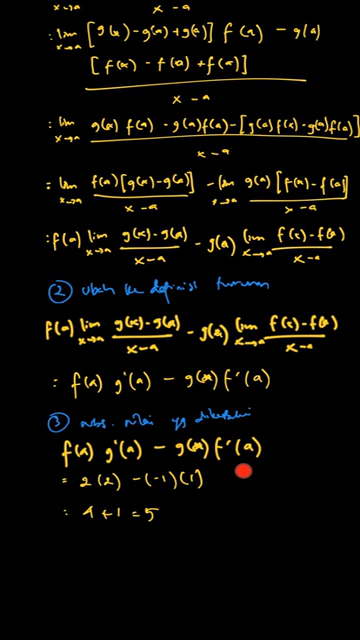 x→a x-a
: lim x→a [g(x) - g(a) + g(a)] f(a) - g(a)
[f(x) - f(a) + f(a)]
x - a
: lim x→a g(x) f(a) - g(a)f(a) - [g(a)f(x) - g(a)f(a)]
x - a
= lim x→a f(a)[g(x)-g(a)] / x-a - lim x→a g(a) [f(x)-f(a)] / x-a
: f(a) lim x→a g(x)-g(a) / x-a - g(a) lim x→a f(x)-f(a) / x-a
② Ubah ke definisi turunan
f(a) lim x→a g(x)-g(a) / x-a - g(a) lim x→a f(x)-f(a) / x-a
: f(a) g'(a) - g(a) f'(a)
③ subs. nilai yg diketahui
f(a) g'(a) - g(a) f'(a)
= 2(2) - (-1)(1)
: 4+1 = 5